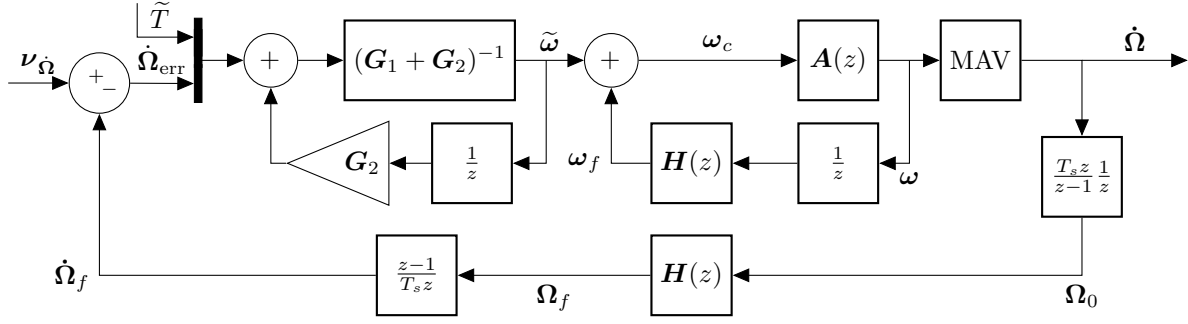 T̃
ν_Ω̇
+
−
Ω̇_err
+
(G₁ + G₂)⁻¹
ω̃
+
ω_c
A(z)
MAV
Ω̇
G₂
1/z
ω_f
H(z)
1/z
ω
T_s z/(z−1) 1/z
Ω̇_f
(z−1)/(T_s z)
Ω_f
H(z)
Ω₀